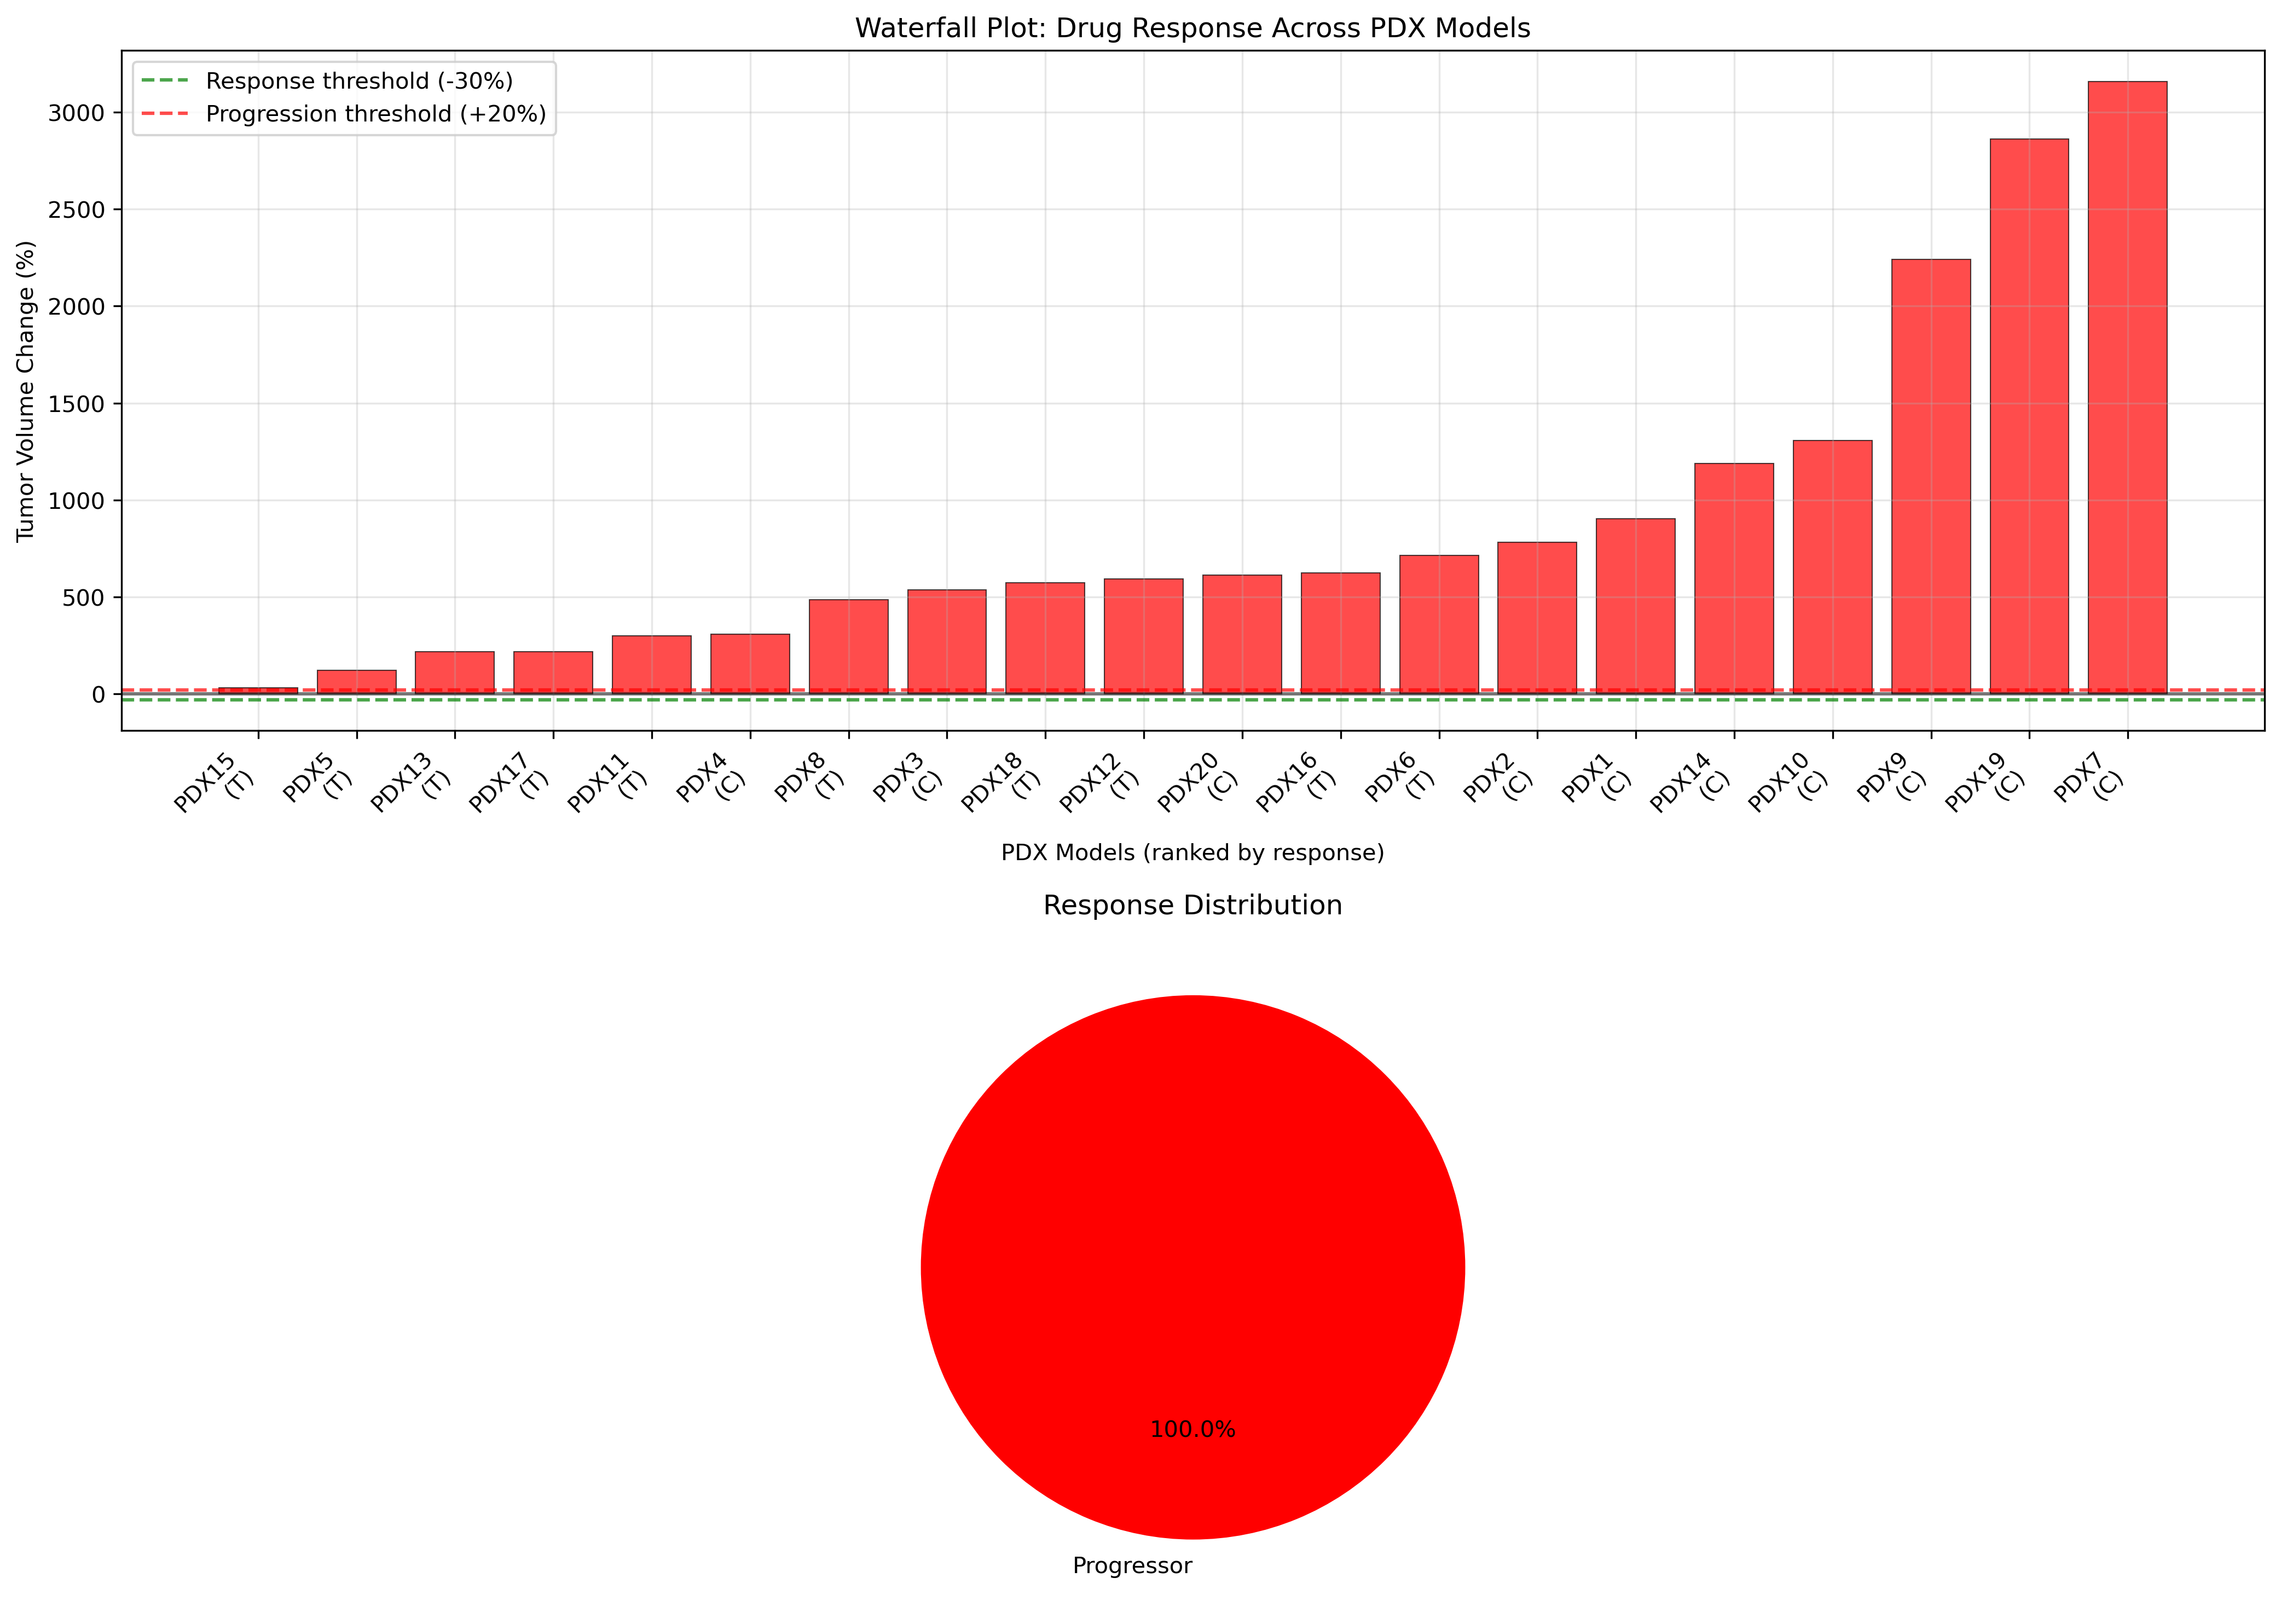 Waterfall Plot: Drug Response Across PDX Models
Response threshold (-30%)
Progression threshold (+20%)
Tumor Volume Change (%)
3000
2500
2000
1500
1000
500
0
PDX15
(T)
PDX5
(T)
PDX13
(T)
PDX17
(T)
PDX11
(T)
PDX4
(C)
PDX8
(T)
PDX3
(C)
PDX18
(T)
PDX12
(T)
PDX20
(C)
PDX16
(T)
PDX6
(T)
PDX2
(C)
PDX1
(C)
PDX14
(C)
PDX10
(C)
PDX9
(C)
PDX19
(C)
PDX7
(C)
PDX Models (ranked by response)
Response Distribution
100.0%
Progressor